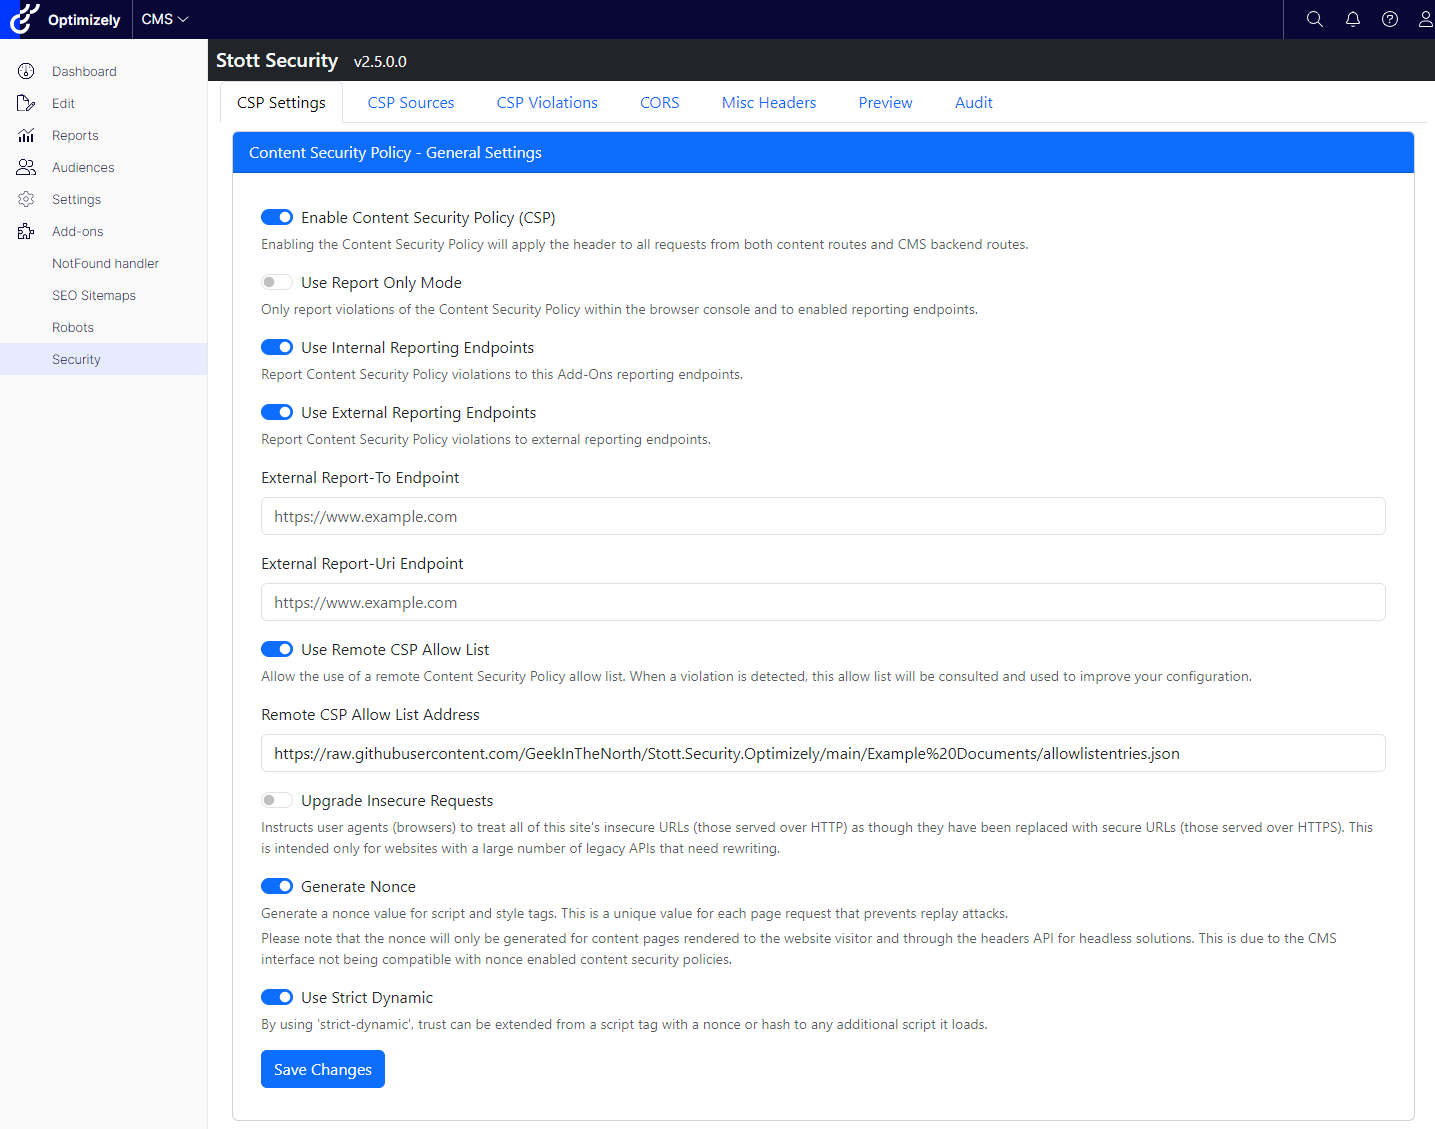 Optimizely
CMS
Dashboard
Edit
Reports
Audiences
Settings
Add-ons
NotFound handler
SEO Sitemaps
Robots
Security
Stott Security v2.5.0.0
CSP Settings CSP Sources CSP Violations CORS Misc Headers Preview Audit
Content Security Policy - General Settings
Enable Content Security Policy (CSP)
Enabling the Content Security Policy will apply the header to all requests from both content routes and CMS backend routes.
Use Report Only Mode
Only report violations of the Content Security Policy within the browser console and to enabled reporting endpoints.
Use Internal Reporting Endpoints
Report Content Security Policy violations to this Add-Ons reporting endpoints.
Use External Reporting Endpoints
Report Content Security Policy violations to external reporting endpoints.
External Report-To Endpoint
https://www.example.com
External Report-Uri Endpoint
https://www.example.com
Use Remote CSP Allow List
Allow the use of a remote Content Security Policy allow list. When a violation is detected, this allow list will be consulted and used to improve your configuration.
Remote CSP Allow List Address
https://raw.githubusercontent.com/GeekInTheNorth/Stott.Security.Optimizely/main/Example%20Documents/allowlistentries.json
Upgrade Insecure Requests
Instructs user agents (browsers) to treat all of this site's insecure URLs (those served over HTTP) as though they have been replaced with secure URLs (those served over HTTPS). This
is intended only for websites with a large number of legacy APIs that need rewriting.
Generate Nonce
Generate a nonce value for script and style tags. This is a unique value for each page request that prevents replay attacks.
Please note that the nonce will only be generated for content pages rendered to the website visitor and through the headers API for headless solutions. This is due to the CMS
interface not being compatible with nonce enabled content security policies.
Use Strict Dynamic
By using 'strict-dynamic', trust can be extended from a script tag with a nonce or hash to any additional script it loads.
Save Changes